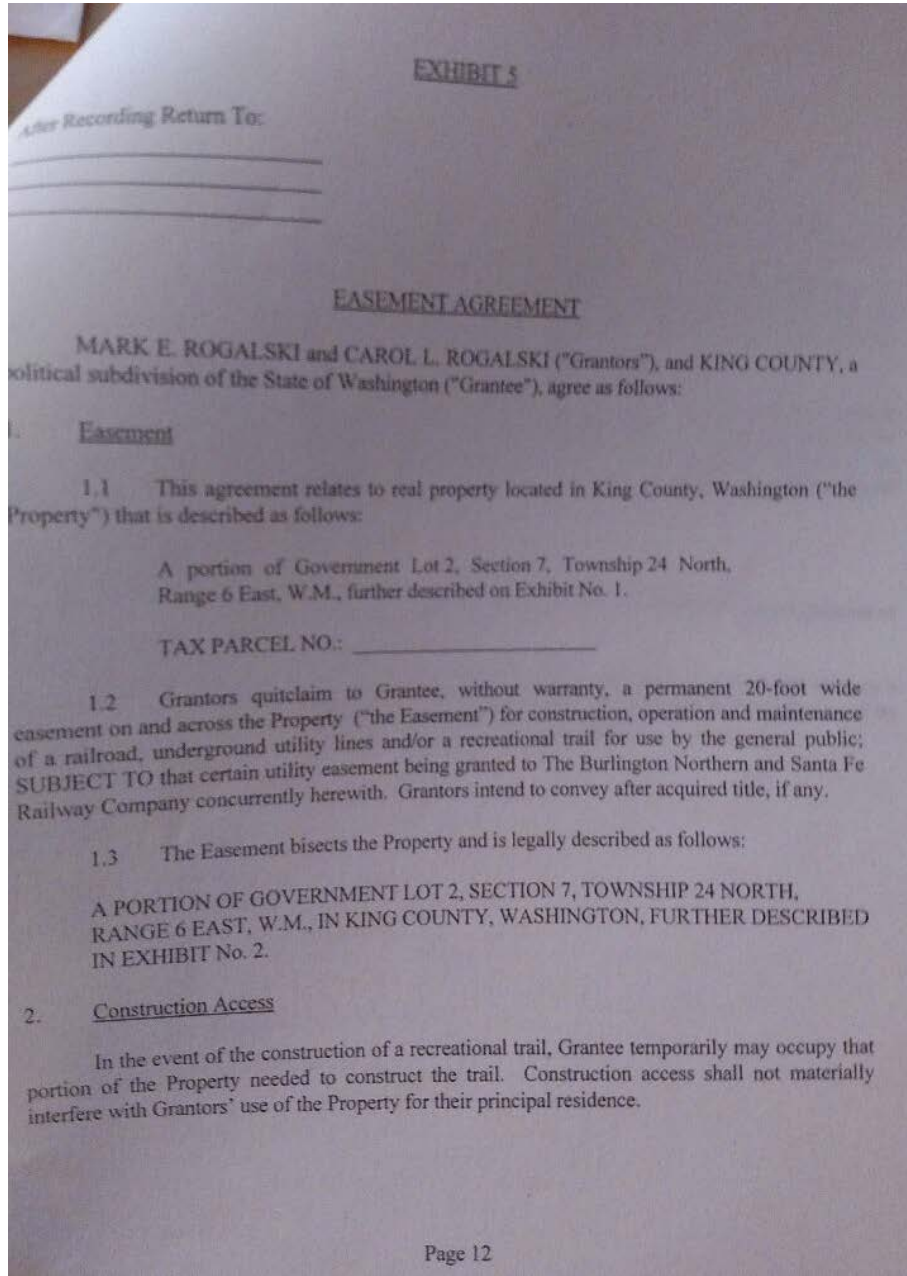 EXHIBIT 5
After Recording Return To:
EASEMENT AGREEMENT
MARK E. ROGALSKI and CAROL L. ROGALSKI ("Grantors"), and KING COUNTY, a
political subdivision of the State of Washington ("Grantee"), agree as follows:
1. Easement
1.1 This agreement relates to real property located in King County, Washington ("the
Property") that is described as follows:
A portion of Government Lot 2, Section 7, Township 24 North,
Range 6 East, W.M., further described on Exhibit No. 1.
TAX PARCEL NO.: ____________________
1.2 Grantors quitclaim to Grantee, without warranty, a permanent 20-foot wide
easement on and across the Property ("the Easement") for construction, operation and maintenance
of a railroad, underground utility lines and/or a recreational trail for use by the general public;
SUBJECT TO that certain utility easement being granted to The Burlington Northern and Santa Fe
Railway Company concurrently herewith. Grantors intend to convey after acquired title, if any.
1.3 The Easement bisects the Property and is legally described as follows:
A PORTION OF GOVERNMENT LOT 2, SECTION 7, TOWNSHIP 24 NORTH,
RANGE 6 EAST, W.M., IN KING COUNTY, WASHINGTON, FURTHER DESCRIBED
IN EXHIBIT No. 2.
2. Construction Access
In the event of the construction of a recreational trail, Grantee temporarily may occupy that
portion of the Property needed to construct the trail. Construction access shall not materially
interfere with Grantors' use of the Property for their principal residence.
Page 12